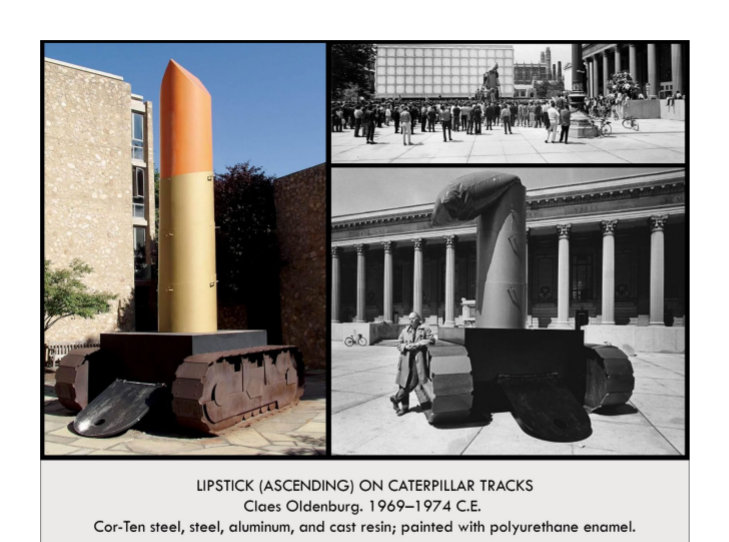 LIPSTICK (ASCENDING) ON CATERPILLAR TRACKS
Claes Oldenburg. 1969–1974 C.E.
Cor-Ten steel, steel, aluminum, and cast resin; painted with polyurethane enamel.